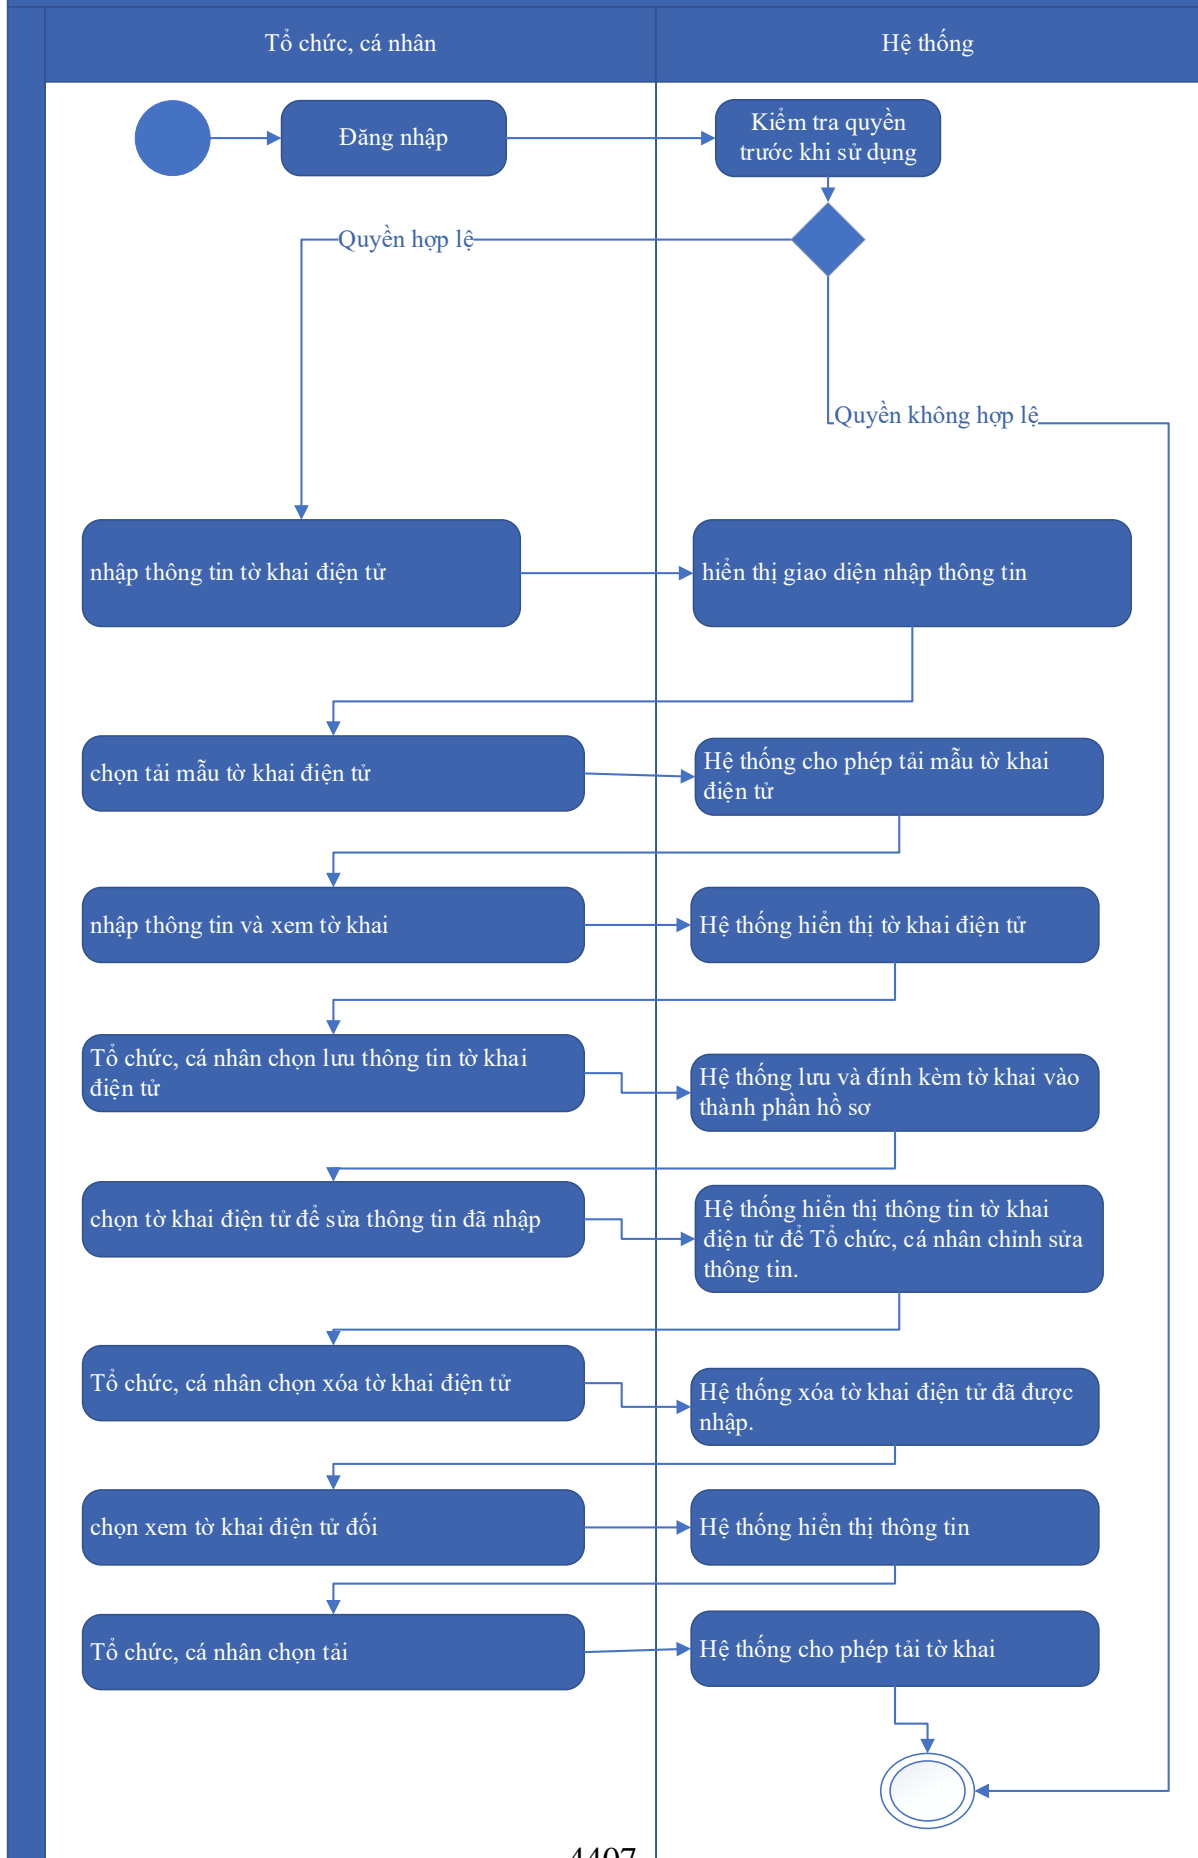 Tổ chức, cá nhân
Hệ thống
Đăng nhập
Kiểm tra quyền
trước khi sử dụng
Quyền hợp lệ
Quyền không hợp lệ
nhập thông tin tờ khai điện tử
hiển thị giao diện nhập thông tin
chọn tải mẫu tờ khai điện tử
Hệ thống cho phép tải mẫu tờ khai
điện tử
nhập thông tin và xem tờ khai
Hệ thống hiển thị tờ khai điện tử
Tổ chức, cá nhân chọn lưu thông tin tờ khai
điện tử
Hệ thống lưu và đính kèm tờ khai vào
thành phần hồ sơ
chọn tờ khai điện tử để sửa thông tin đã nhập
Hệ thống hiển thị thông tin tờ khai
điện tử để Tổ chức, cá nhân chỉnh sửa
thông tin.
Tổ chức, cá nhân chọn xóa tờ khai điện tử
Hệ thống xóa tờ khai điện tử đã được
nhập.
chọn xem tờ khai điện tử đối
Hệ thống hiển thị thông tin
Tổ chức, cá nhân chọn tải
Hệ thống cho phép tải tờ khai
4407